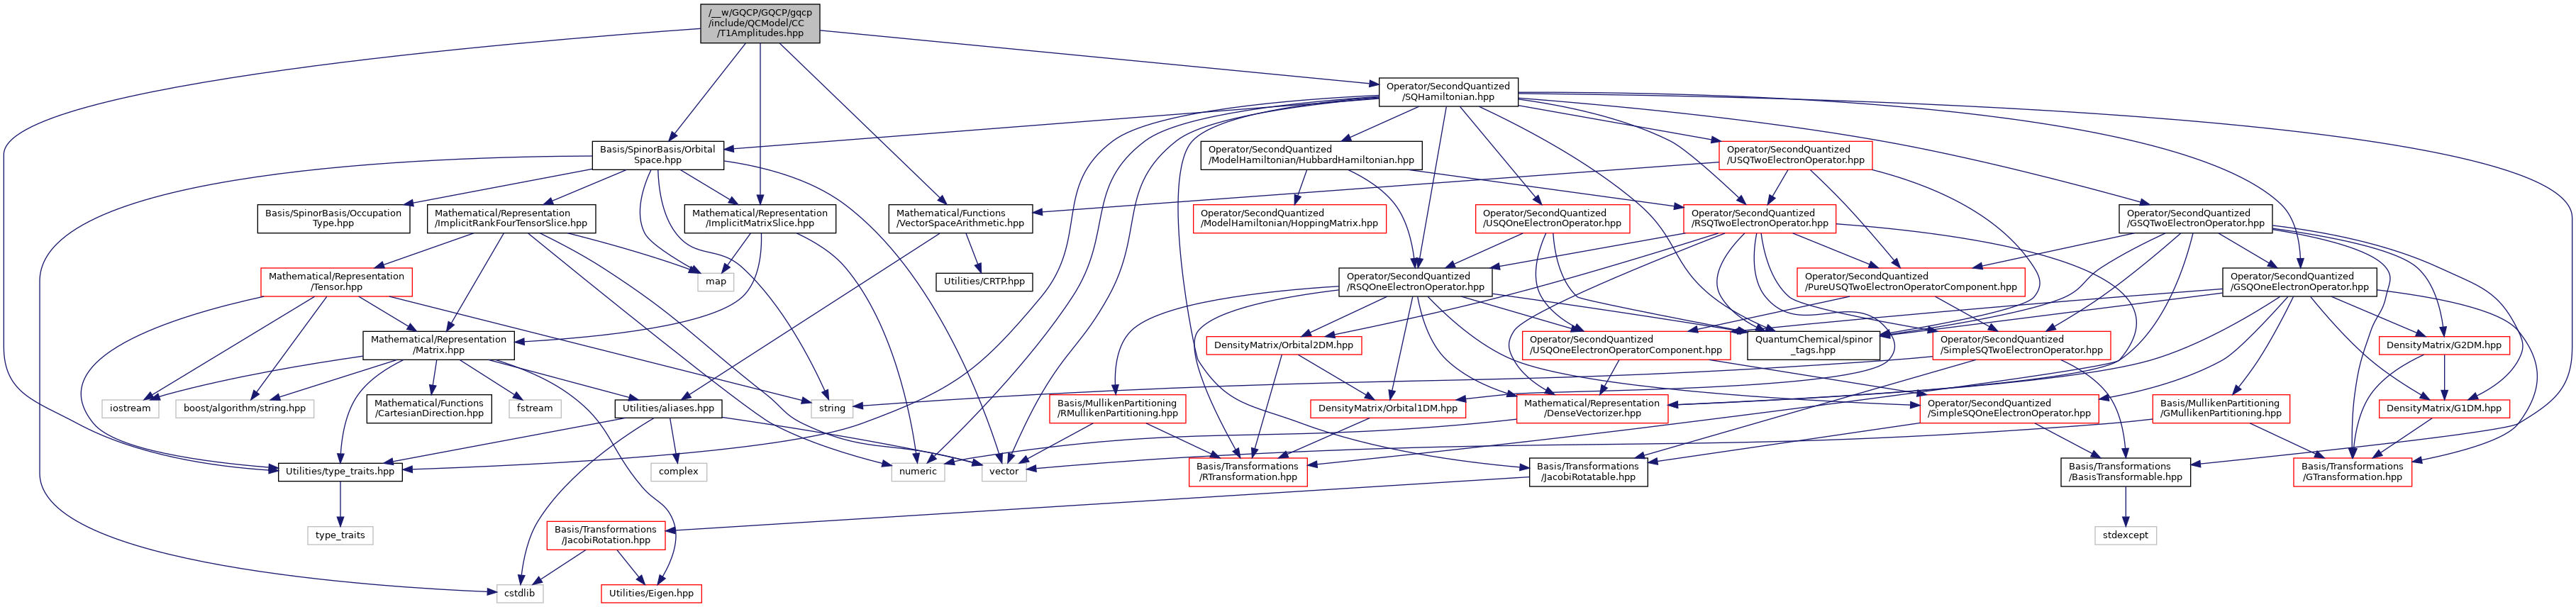 /__w/GQCP/GQCP/gqcp
/include/QCModel/CC
/T1Amplitudes.hpp
Operator/SecondQuantized
/SQHamiltonian.hpp
Basis/SpinorBasis/Orbital
Space.hpp
Operator/SecondQuantized
/ModelHamiltonian/HubbardHamiltonian.hpp
Operator/SecondQuantized
/USQTwoElectronOperator.hpp
Basis/SpinorBasis/Occupation
Type.hpp
Mathematical/Representation
/ImplicitRankFourTensorSlice.hpp
Mathematical/Representation
/ImplicitMatrixSlice.hpp
Mathematical/Functions
/VectorSpaceArithmetic.hpp
Operator/SecondQuantized
/ModelHamiltonian/HoppingMatrix.hpp
Operator/SecondQuantized
/USQOneElectronOperator.hpp
Operator/SecondQuantized
/RSQTwoElectronOperator.hpp
Operator/SecondQuantized
/GSQTwoElectronOperator.hpp
Mathematical/Representation
/Tensor.hpp
map
Utilities/CRTP.hpp
Operator/SecondQuantized
/RSQOneElectronOperator.hpp
Operator/SecondQuantized
/PureUSQTwoElectronOperatorComponent.hpp
Operator/SecondQuantized
/GSQOneElectronOperator.hpp
Mathematical/Representation
/Matrix.hpp
DensityMatrix/Orbital2DM.hpp
Operator/SecondQuantized
/USQOneElectronOperatorComponent.hpp
QuantumChemical/spinor
_tags.hpp
Operator/SecondQuantized
/SimpleSQTwoElectronOperator.hpp
DensityMatrix/G2DM.hpp
iostream
boost/algorithm/string.hpp
Mathematical/Functions
/CartesianDirection.hpp
fstream
Utilities/aliases.hpp
string
Basis/MullikenPartitioning
/RMullikenPartitioning.hpp
DensityMatrix/Orbital1DM.hpp
Mathematical/Representation
/DenseVectorizer.hpp
Operator/SecondQuantized
/SimpleSQOneElectronOperator.hpp
Basis/MullikenPartitioning
/GMullikenPartitioning.hpp
DensityMatrix/G1DM.hpp
Utilities/type_traits.hpp
complex
numeric
vector
Basis/Transformations
/RTransformation.hpp
Basis/Transformations
/JacobiRotatable.hpp
Basis/Transformations
/BasisTransformable.hpp
Basis/Transformations
/GTransformation.hpp
type_traits
Basis/Transformations
/JacobiRotation.hpp
stdexcept
cstdlib
Utilities/Eigen.hpp